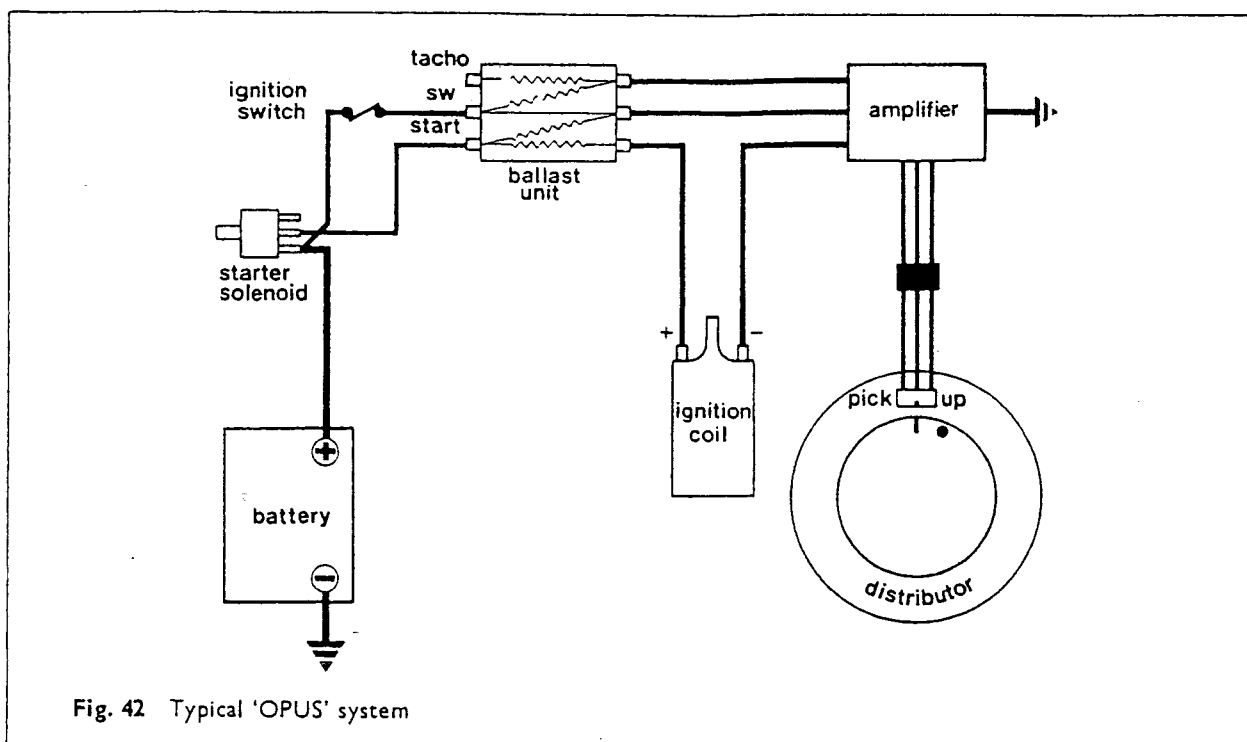 tacho
sw
start
ignition
switch
ballast
unit
amplifier
starter
solenoid
+ −
ignition
coil
pick up
distributor
+
battery
−
Fig. 42 Typical 'OPUS' system